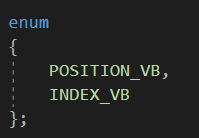 enum
{
POSITION_VB,
INDEX_VB
};